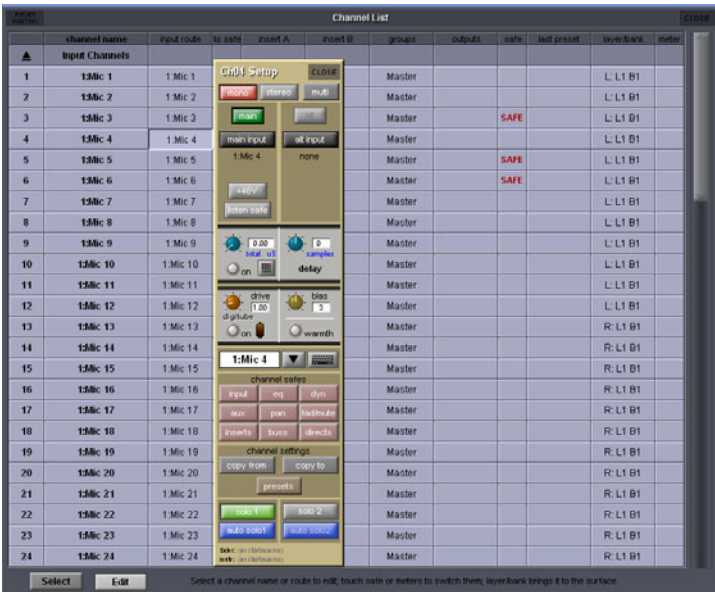 Channel List
CLOSE
channel name input route insert A insert B groups outputs safe last preset layer/bank meter
Input Channels
1 1:Mic 1 1:Mic 1 Master L: L1 B1
2 1:Mic 2 1:Mic 2 Master L: L1 B1
3 1:Mic 3 1:Mic 3 Master SAFE L: L1 B1
4 1:Mic 4 1:Mic 4 Master L: L1 B1
5 1:Mic 5 1:Mic 5 Master SAFE L: L1 B1
6 1:Mic 6 1:Mic 6 Master SAFE L: L1 B1
7 1:Mic 7 1:Mic 7 Master L: L1 B1
8 1:Mic 8 1:Mic 8 Master L: L1 B1
9 1:Mic 9 1:Mic 9 Master L: L1 B1
10 1:Mic 10 1:Mic 10 Master L: L1 B1
11 1:Mic 11 1:Mic 11 Master L: L1 B1
12 1:Mic 12 1:Mic 12 Master L: L1 B1
13 1:Mic 13 1:Mic 13 Master R: L1 B1
14 1:Mic 14 1:Mic 14 Master R: L1 B1
15 1:Mic 15 1:Mic 15 Master R: L1 B1
16 1:Mic 16 1:Mic 16 Master R: L1 B1
17 1:Mic 17 1:Mic 17 Master R: L1 B1
18 1:Mic 18 1:Mic 18 Master R: L1 B1
19 1:Mic 19 1:Mic 19 Master R: L1 B1
20 1:Mic 20 1:Mic 20 Master R: L1 B1
21 1:Mic 21 1:Mic 21 Master R: L1 B1
22 1:Mic 22 1:Mic 22 Master R: L1 B1
23 1:Mic 23 1:Mic 23 Master R: L1 B1
24 1:Mic 24 1:Mic 24 Master R: L1 B1
Ch04 Setup CLOSE
mono stereo multi
main alt
main input alt input
1:Mic 4 none
+48V
listen safe
0.00 0
total samples
on delay
drive bias
1.00 3
digitube
on warmth
1:Mic 4
channel safes
input eq dyn
aux pan fad/mute
inserts buss directs
channel settings
copy from copy to
presets
solo 1 solo 2
auto solo1 auto solo2
Select Edit Select a channel name or route to edit; touch safe or meters to switch them; layer/bank brings it to the surface